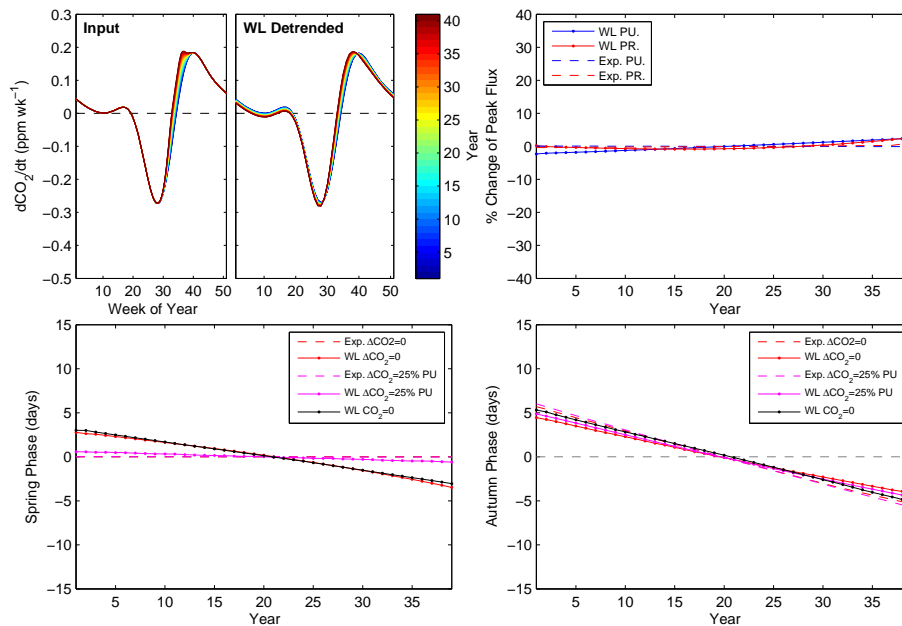 Input
WL Detrended
dCO2/dt (ppm wk−1)
0.2
0.1
0
−0.1
−0.2
−0.3
−0.4
−0.5
1
10
20
30
40
50
1
10
20
30
40
50
Week of Year
40
35
30
25
20
15
10
5
Year
WL PU.
WL PR.
Exp. PU.
Exp. PR.
% Change of Peak Flux
40
30
20
10
0
−10
−20
−30
−40
5
10
15
20
25
30
35
Year
Exp. ΔCO2=0
WL ΔCO2=0
Exp. ΔCO2=25% PU
WL ΔCO2=25% PU
WL CO2=0
Spring Phase (days)
15
10
5
0
−5
−10
−15
5
10
15
20
25
30
35
Year
Exp. ΔCO2=0
WL ΔCO2=0
Exp. ΔCO2=25% PU
WL ΔCO2=25% PU
WL CO2=0
Autumn Phase (days)
15
10
5
0
−5
−10
−15
5
10
15
20
25
30
35
Year